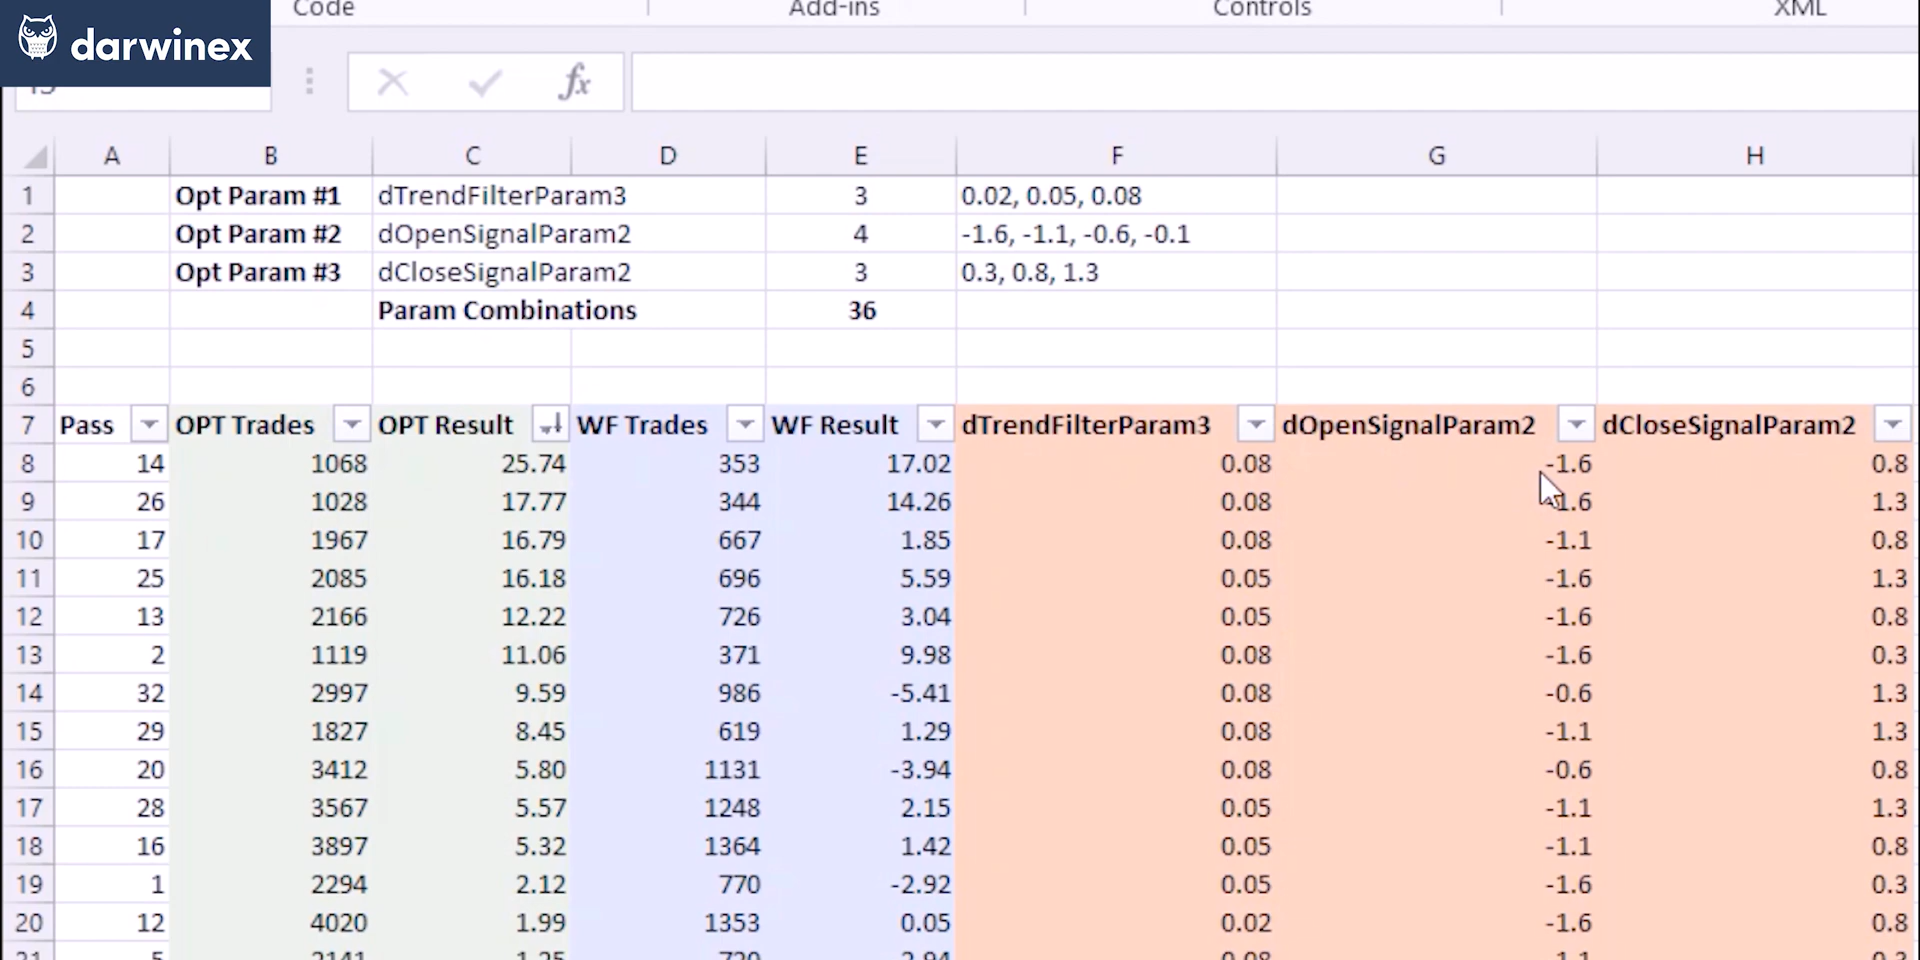 Code Add-ins Controls XML
darwinex
fx
A B C D E F G H
1 Opt Param #1 dTrendFilterParam3 3 0.02, 0.05, 0.08
2 Opt Param #2 dOpenSignalParam2 4 -1.6, -1.1, -0.6, -0.1
3 Opt Param #3 dCloseSignalParam2 3 0.3, 0.8, 1.3
4 Param Combinations 36
5
6
7 Pass OPT Trades OPT Result WF Trades WF Result dTrendFilterParam3 dOpenSignalParam2 dCloseSignalParam2
8 14 1068 25.74 353 17.02 0.08 -1.6 0.8
9 26 1028 17.77 344 14.26 0.08 -1.6 1.3
10 17 1967 16.79 667 1.85 0.08 -1.1 0.8
11 25 2085 16.18 696 5.59 0.05 -1.6 1.3
12 13 2166 12.22 726 3.04 0.05 -1.6 0.8
13 2 1119 11.06 371 9.98 0.08 -1.6 0.3
14 32 2997 9.59 986 -5.41 0.08 -0.6 1.3
15 29 1827 8.45 619 1.29 0.08 -1.1 1.3
16 20 3412 5.80 1131 -3.94 0.08 -0.6 0.8
17 28 3567 5.57 1248 2.15 0.05 -1.1 1.3
18 16 3897 5.32 1364 1.42 0.05 -1.1 0.8
19 1 2294 2.12 770 -2.92 0.05 -1.6 0.3
20 12 4020 1.99 1353 0.05 0.02 -1.6 0.8